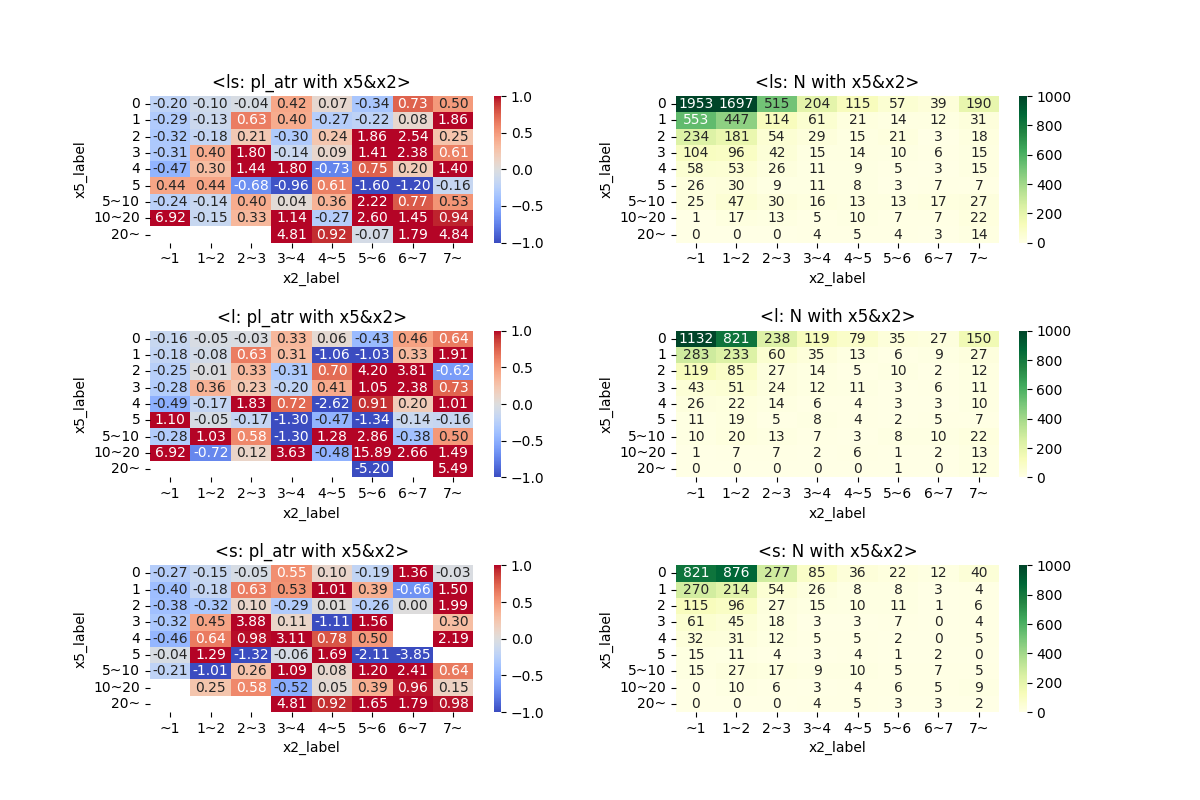 <ls: pl_atr with x5&x2>
x5_label
0 -0.20 -0.10 -0.04 0.42 0.07 -0.34 0.73 0.50
1 -0.29 -0.13 0.63 0.40 -0.27 -0.22 0.08 1.86
2 -0.32 -0.18 0.21 -0.30 0.24 1.86 2.54 0.25
3 -0.31 0.40 1.80 -0.14 0.09 1.41 2.38 0.61
4 -0.47 0.30 1.44 1.80 -0.73 0.75 0.20 1.40
5 0.44 0.44 -0.68 -0.96 0.61 -1.60 -1.20 -0.16
5~10 -0.24 -0.14 0.40 0.04 0.36 2.22 0.77 0.53
10~20 6.92 -0.15 0.33 1.14 -0.27 2.60 1.45 0.94
20~ 4.81 0.92 -0.07 1.79 4.84
~1 1~2 2~3 3~4 4~5 5~6 6~7 7~
x2_label
1.0
0.5
0.0
−0.5
−1.0
<ls: N with x5&x2>
x5_label
0 1953 1697 515 204 115 57 39 190
1 553 447 114 61 21 14 12 31
2 234 181 54 29 15 21 3 18
3 104 96 42 15 14 10 6 15
4 58 53 26 11 9 5 3 15
5 26 30 9 11 8 3 7 7
5~10 25 47 30 16 13 13 17 27
10~20 1 17 13 5 10 7 7 22
20~ 0 0 0 4 5 4 3 14
~1 1~2 2~3 3~4 4~5 5~6 6~7 7~
x2_label
1000
800
600
400
200
0
<l: pl_atr with x5&x2>
x5_label
0 -0.16 -0.05 -0.03 0.33 0.06 -0.43 0.46 0.64
1 -0.18 -0.08 0.63 0.31 -1.06 -1.03 0.33 1.91
2 -0.25 -0.01 0.33 -0.31 0.70 4.20 3.81 -0.62
3 -0.28 0.36 0.23 -0.20 0.41 1.05 2.38 0.73
4 -0.49 -0.17 1.83 0.72 -2.62 0.91 0.20 1.01
5 1.10 -0.05 -0.17 -1.30 -0.47 -1.34 -0.14 -0.16
5~10 -0.28 1.03 0.58 -1.30 1.28 2.86 -0.38 0.50
10~20 6.92 -0.72 0.12 3.63 -0.48 15.89 2.66 1.49
20~ -5.20 5.49
~1 1~2 2~3 3~4 4~5 5~6 6~7 7~
x2_label
1.0
0.5
0.0
−0.5
−1.0
<l: N with x5&x2>
x5_label
0 1132 821 238 119 79 35 27 150
1 283 233 60 35 13 6 9 27
2 119 85 27 14 5 10 2 12
3 43 51 24 12 11 3 6 11
4 26 22 14 6 4 3 3 10
5 11 19 5 8 4 2 5 7
5~10 10 20 13 7 3 8 10 22
10~20 1 7 7 2 6 1 2 13
20~ 0 0 0 0 0 1 0 12
~1 1~2 2~3 3~4 4~5 5~6 6~7 7~
x2_label
1000
800
600
400
200
0
<s: pl_atr with x5&x2>
x5_label
0 -0.27 -0.15 -0.05 0.55 0.10 -0.19 1.36 -0.03
1 -0.40 -0.18 0.63 0.53 1.01 0.39 -0.66 1.50
2 -0.38 -0.32 0.10 -0.29 0.01 -0.26 0.00 1.99
3 -0.32 0.45 3.88 0.11 -1.11 1.56 0.30
4 -0.46 0.64 0.98 3.11 0.78 0.50 2.19
5 -0.04 1.29 -1.32 -0.06 1.69 -2.11 -3.85
5~10 -0.21 -1.01 0.26 1.09 0.08 1.20 2.41 0.64
10~20 0.25 0.58 -0.52 0.05 0.39 0.96 0.15
20~ 4.81 0.92 1.65 1.79 0.98
~1 1~2 2~3 3~4 4~5 5~6 6~7 7~
x2_label
1.0
0.5
0.0
−0.5
−1.0
<s: N with x5&x2>
x5_label
0 821 876 277 85 36 22 12 40
1 270 214 54 26 8 8 3 4
2 115 96 27 15 10 11 1 6
3 61 45 18 3 3 7 0 4
4 32 31 12 5 5 2 0 5
5 15 11 4 3 4 1 2 0
5~10 15 27 17 9 10 5 7 5
10~20 0 10 6 3 4 6 5 9
20~ 0 0 0 4 5 3 3 2
~1 1~2 2~3 3~4 4~5 5~6 6~7 7~
x2_label
1000
800
600
400
200
0